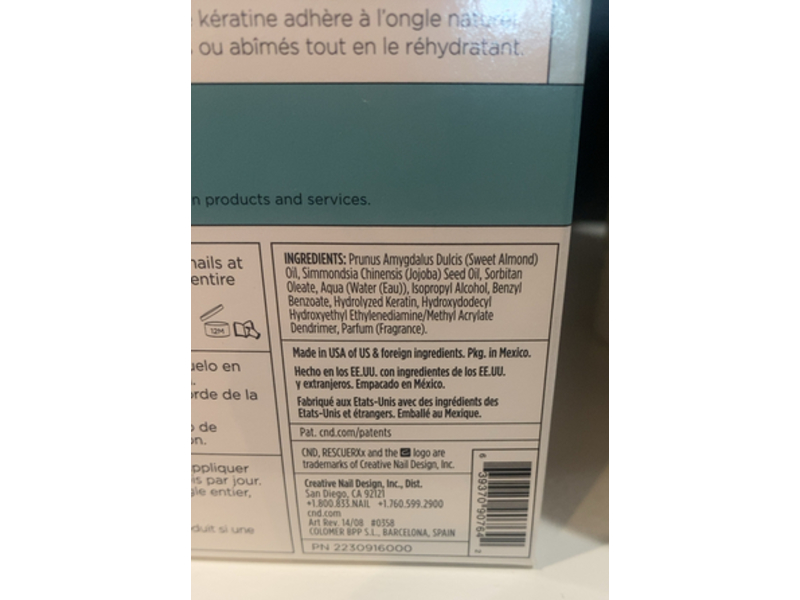 kératine adhère à l'ongle naturel
ou abîmés tout en le réhydratant.
n products and services.
nails at
entire
12M
uelo en
orde de la
de
on.
appliquer
is par jour.
gle entier,
duit si une
INGREDIENTS: Prunus Amygdalus Dulcis (Sweet Almond)
Oil, Simmondsia Chinensis (Jojoba) Seed Oil, Sorbitan
Oleate, Aqua (Water (Eau)), Isopropyl Alcohol, Benzyl
Benzoate, Hydrolyzed Keratin, Hydroxydodecyl
Hydroxyethyl Ethylenediamine/Methyl Acrylate
Dendrimer, Parfum (Fragrance).
Made in USA of US & foreign ingredients. Pkg. in Mexico.
Hecho en los EE.UU. con ingredientes de los EE.UU.
y extranjeros. Empacado en México.
Fabriqué aux Etats-Unis avec des ingrédients des
Etats-Unis et étrangers. Emballé au Mexique.
Pat. cnd.com/patents
CND, RESCUERXx and the logo are
trademarks of Creative Nail Design, Inc.
Creative Nail Design, Inc., Dist.
San Diego, CA 92121
+1.800.833.NAIL +1.760.599.2900
cnd.com
Art Rev. 14/08 #0358
COLOMER BPP S.L., BARCELONA, SPAIN
PN 2230916000
6 39370 90764 2